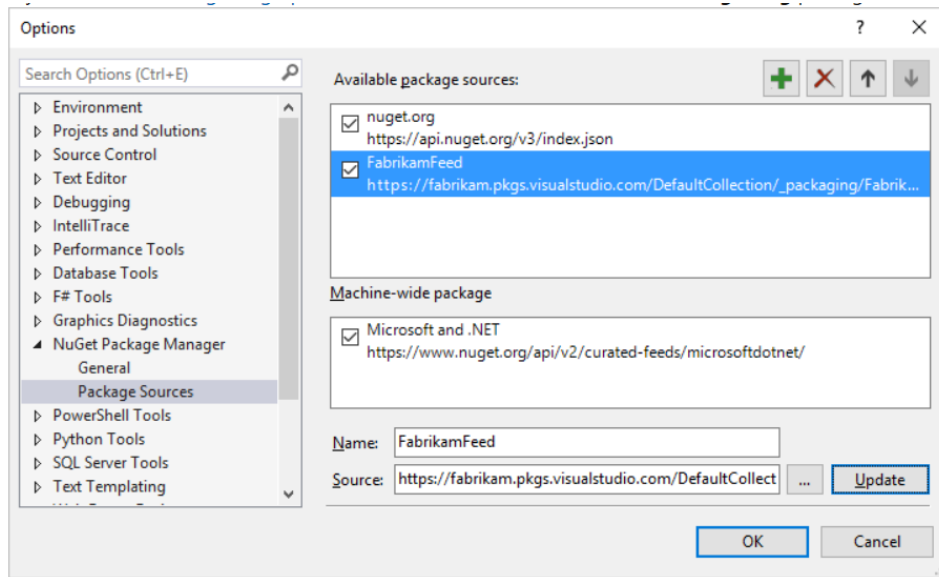 Options
?
Search Options (Ctrl+E)
Environment
Projects and Solutions
Source Control
Text Editor
Debugging
IntelliTrace
Performance Tools
Database Tools
F# Tools
Graphics Diagnostics
NuGet Package Manager
General
Package Sources
PowerShell Tools
Python Tools
SQL Server Tools
Text Templating
Available package sources:
nuget.org
https://api.nuget.org/v3/index.json
FabrikamFeed
https://fabrikam.pkgs.visualstudio.com/DefaultCollection/_packaging/Fabrik...
Machine-wide package
Microsoft and .NET
https://www.nuget.org/api/v2/curated-feeds/microsoftdotnet/
Name: FabrikamFeed
Source: https://fabrikam.pkgs.visualstudio.com/DefaultCollect ... Update
OK Cancel